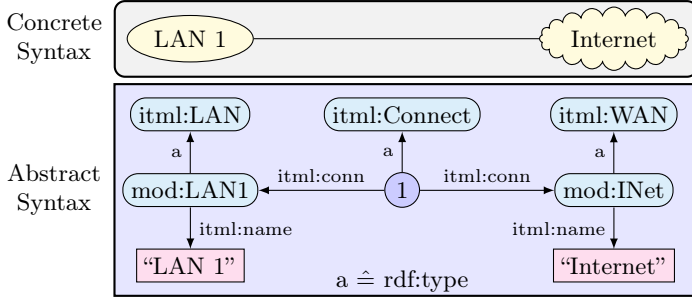 Concrete
Syntax
LAN 1
Internet
Abstract
Syntax
itml:LAN
itml:Connect
itml:WAN
a
a
a
mod:LAN1
itml:conn
1
itml:conn
mod:INet
itml:name
itml:name
“LAN 1”
“Internet”
a ≙ rdf:type